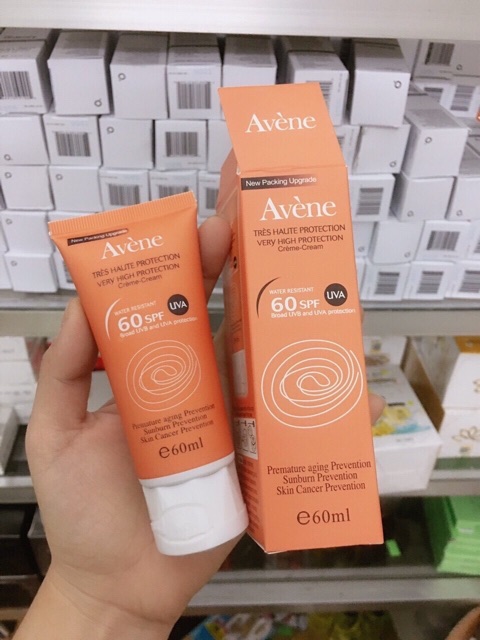 Avène
New Packing Upgrade
Avène
TRÈS HAUTE PROTECTION
VERY HIGH PROTECTION
Crème-Cream
WATER RESISTANT
60 SPF
UVA
Broad UVB and UVA protection
Premature aging Prevention
Sunburn Prevention
Skin Cancer Prevention
e60ml
New Packing Upgrade
Avène
TRÈS HAUTE PROTECTION
VERY HIGH PROTECTION
Crème-Cream
WATER RESISTANT
60 SPF
UVA
Broad UVB and UVA protection
Premature aging Prevention
Sunburn Prevention
Skin Cancer Prevention
e60ml